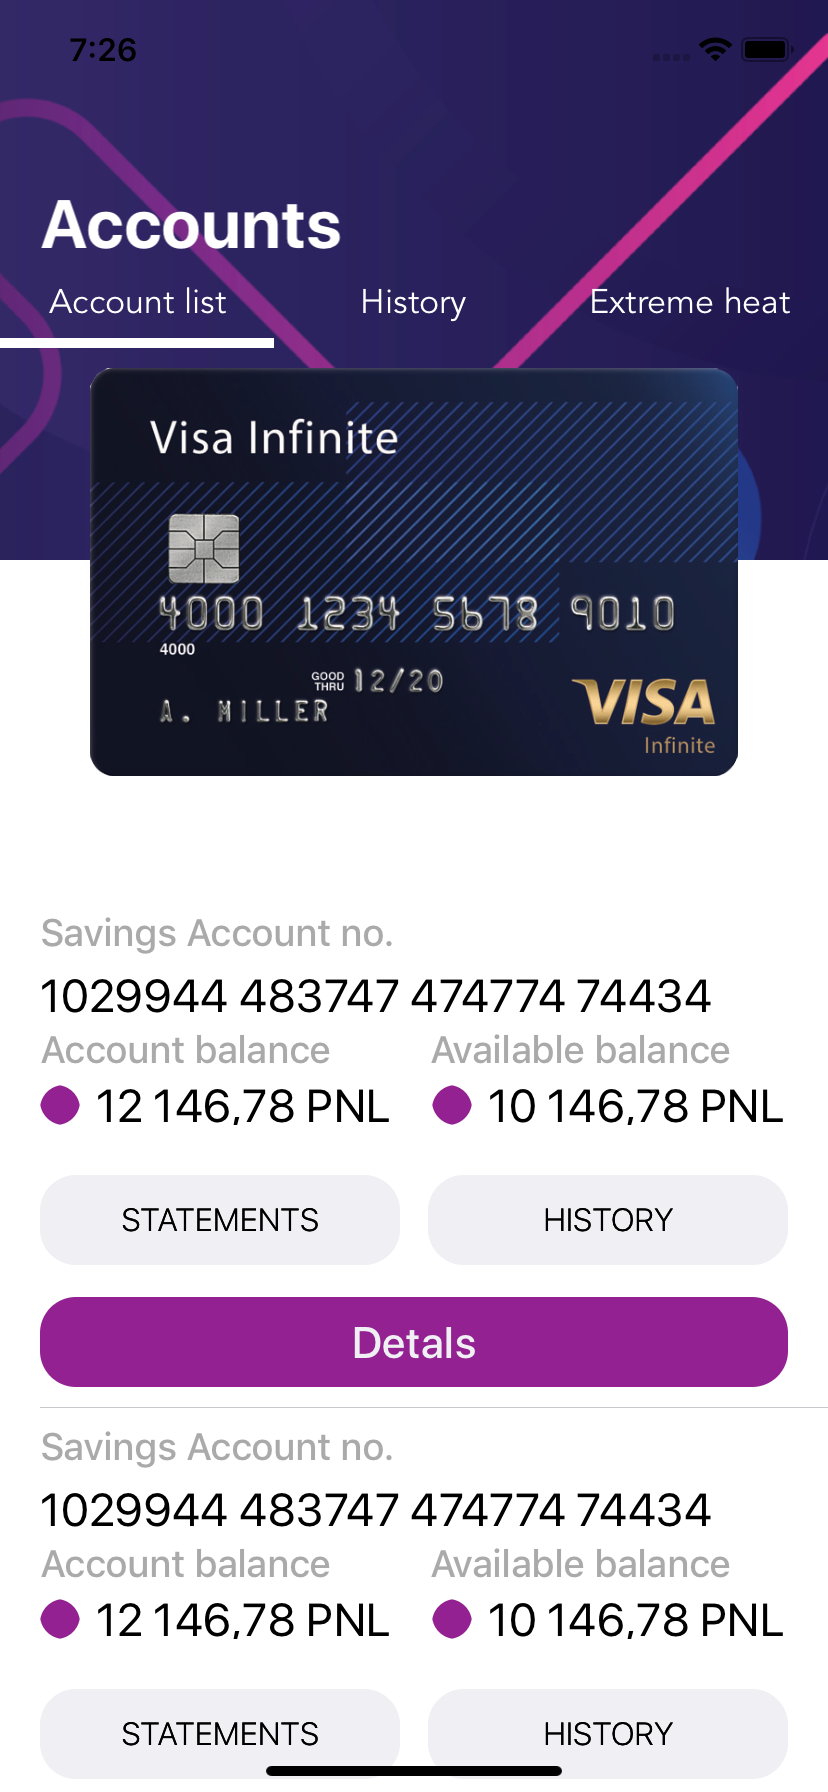 7:26
Accounts
Account list History Extreme heat
Visa Infinite
4000 1234 5678 9010
4000
GOOD THRU 12/20
A. MILLER
VISA
Infinite
Savings Account no.
1029944 483747 474774 74434
Account balance Available balance
12 146,78 PNL 10 146,78 PNL
STATEMENTS HISTORY
Detals
Savings Account no.
1029944 483747 474774 74434
Account balance Available balance
12 146,78 PNL 10 146,78 PNL
STATEMENTS HISTORY